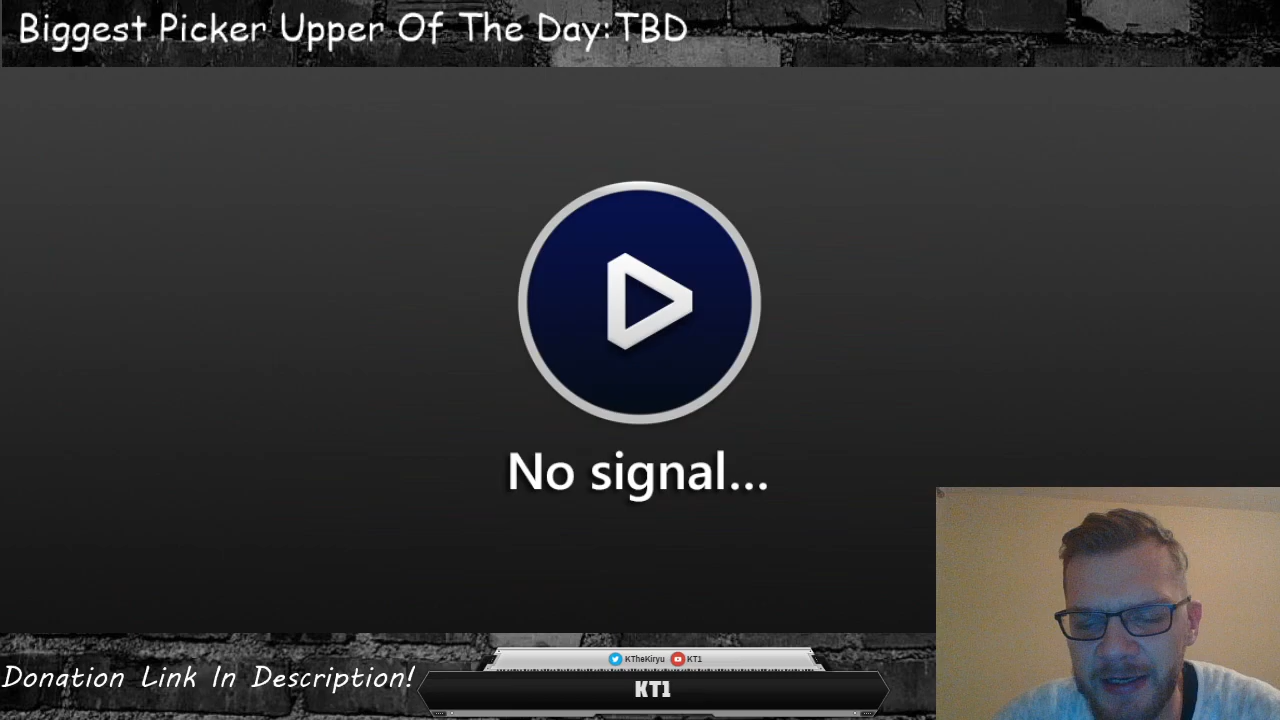 Biggest Picker Upper Of The Day:TBD
No signal...
Donation Link In Description!
KTheKiryu KT1
KT1